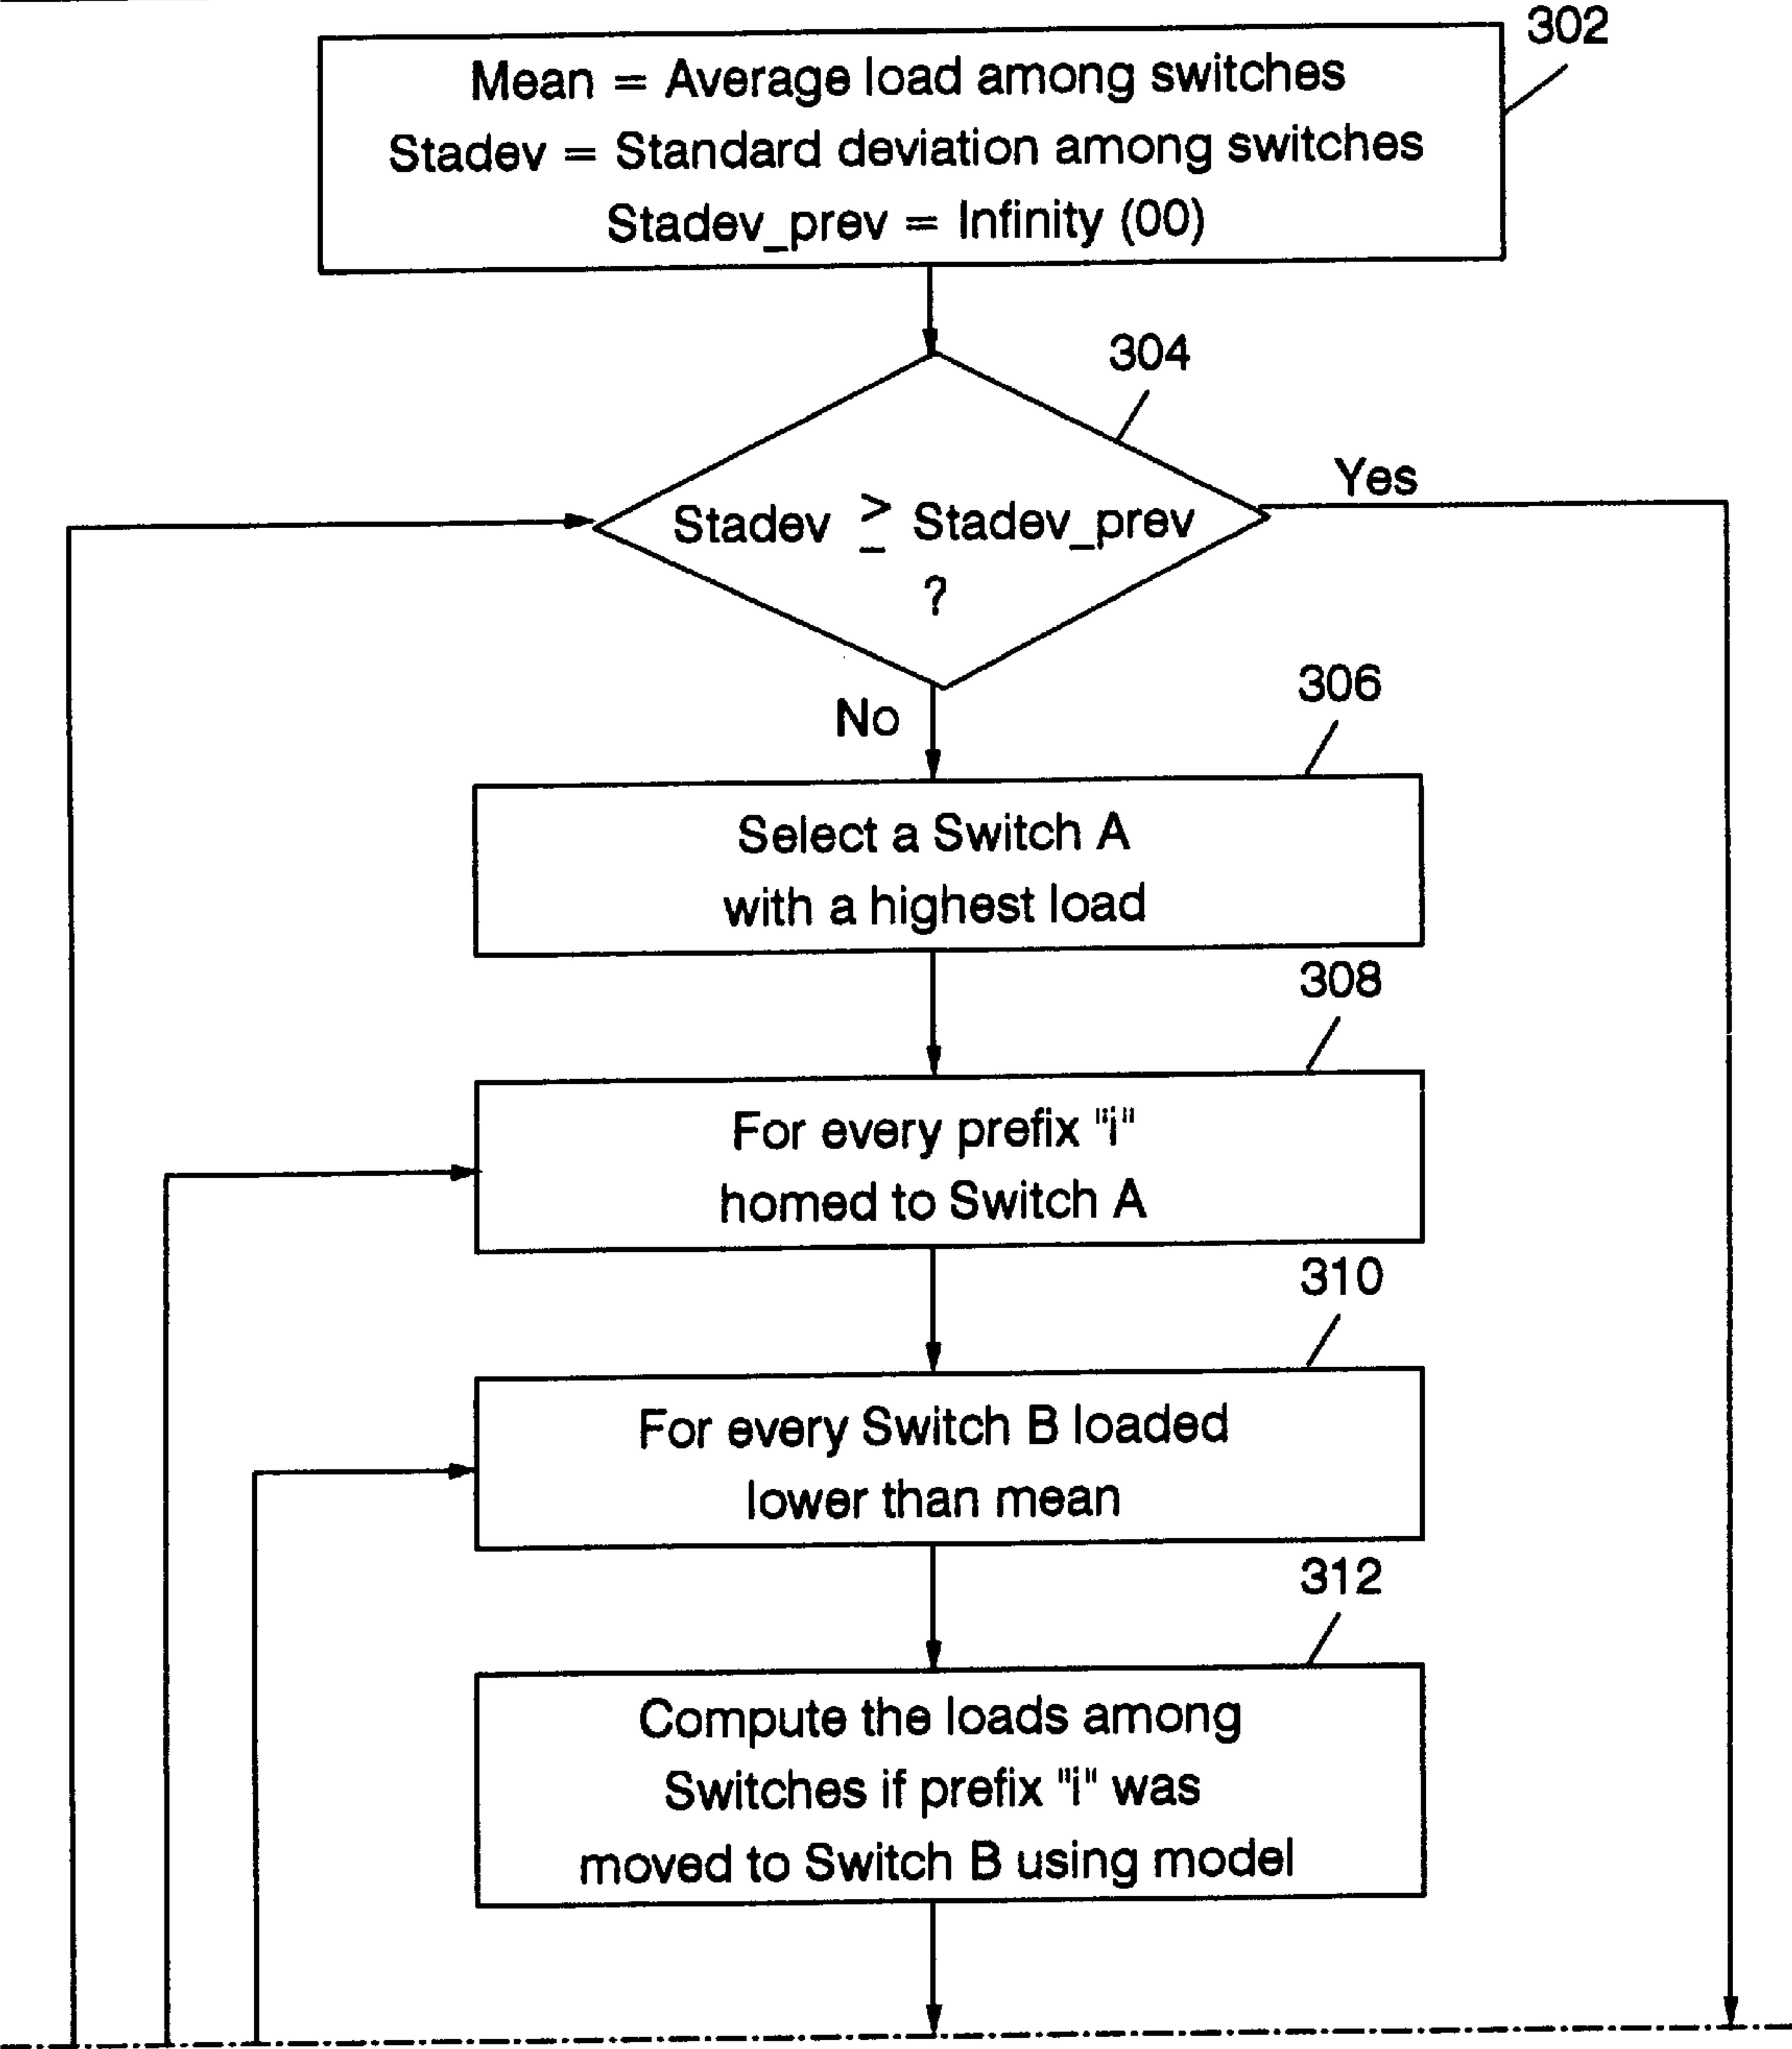 302
Mean = Average load among switches
Stadev = Standard deviation among switches
Stadev_prev = Infinity (00)
304
Yes
Stadev ≥ Stadev_prev
?
No
306
Select a Switch A
with a highest load
308
For every prefix "i"
homed to Switch A
310
For every Switch B loaded
lower than mean
312
Compute the loads among
Switches if prefix "i" was
moved to Switch B using model